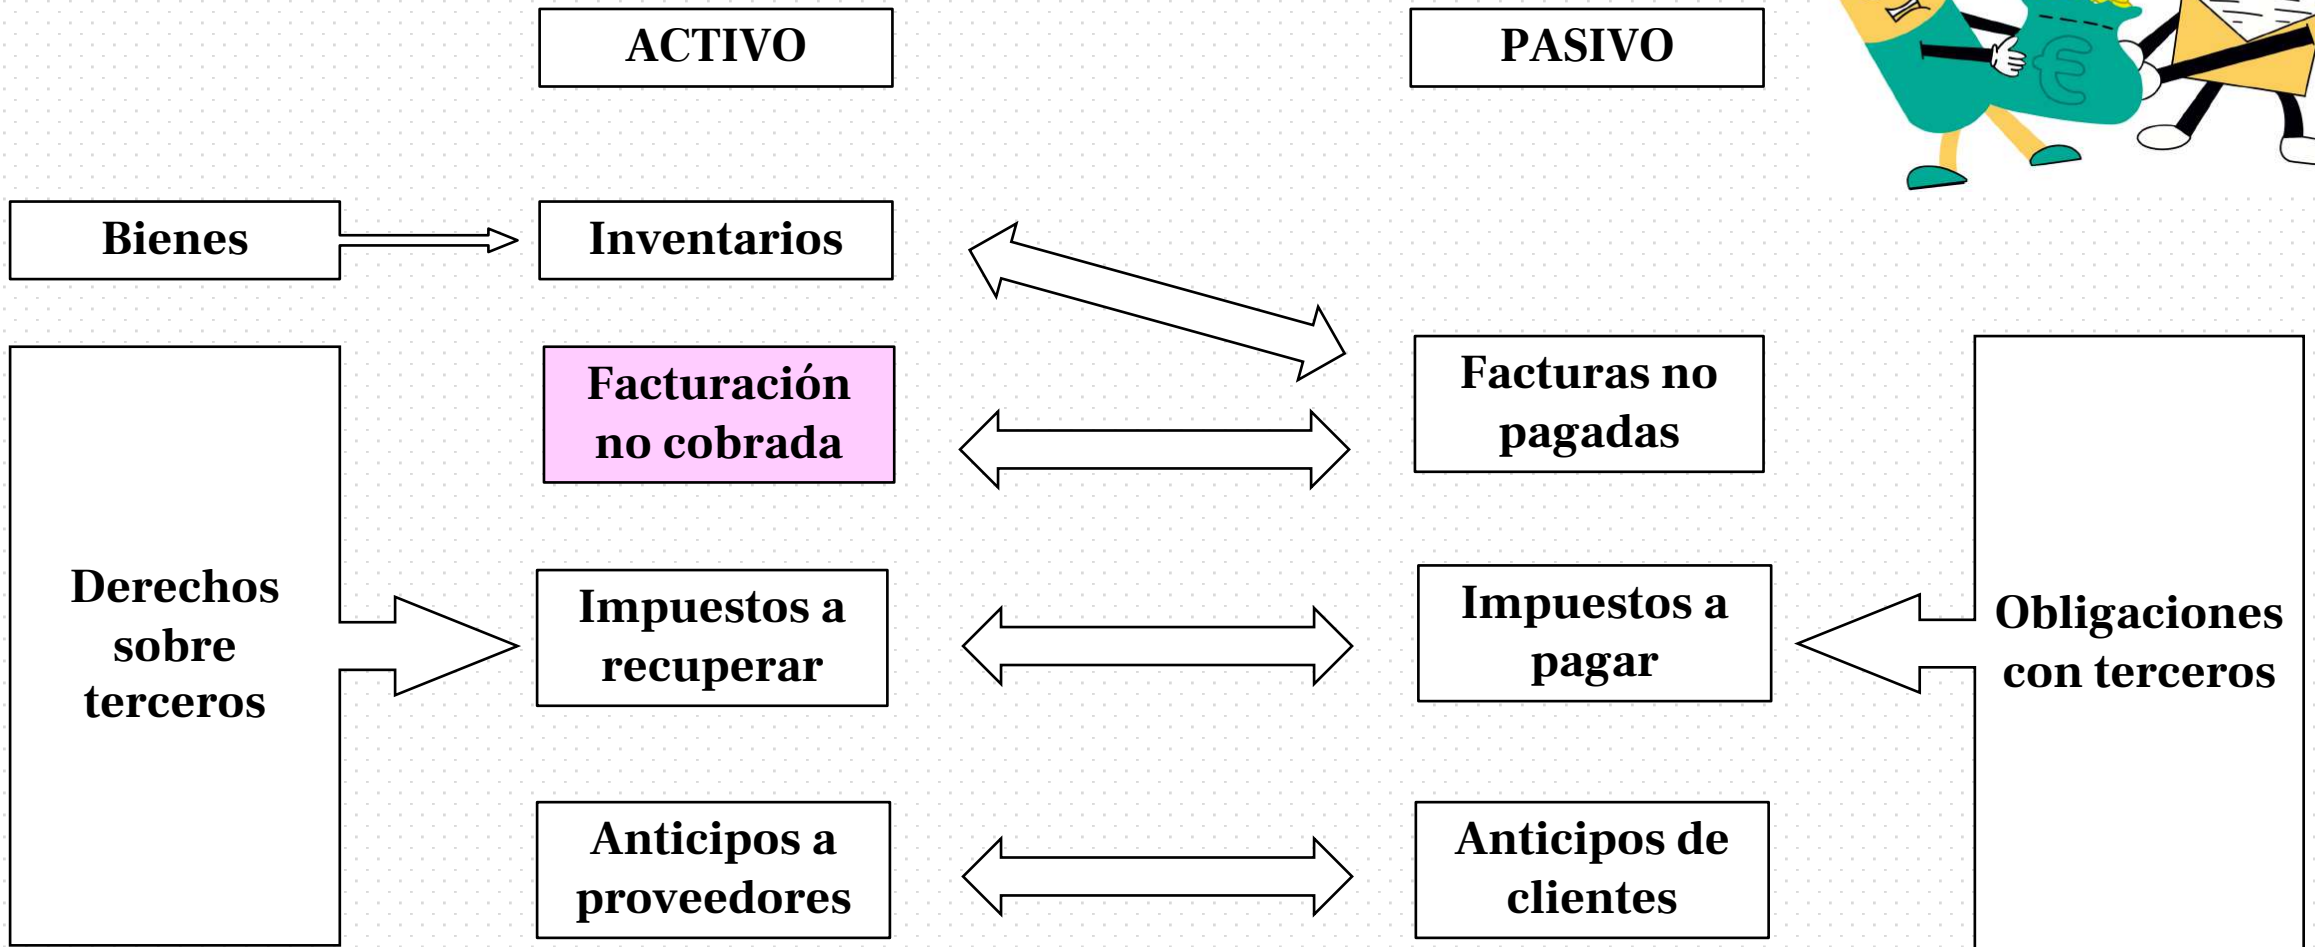 ACTIVO
PASIVO
Bienes
Inventarios
Facturación
no cobrada
Facturas no
pagadas
Derechos
sobre
terceros
Impuestos a
recuperar
Impuestos a
pagar
Obligaciones
con terceros
Anticipos a
proveedores
Anticipos de
clientes
€